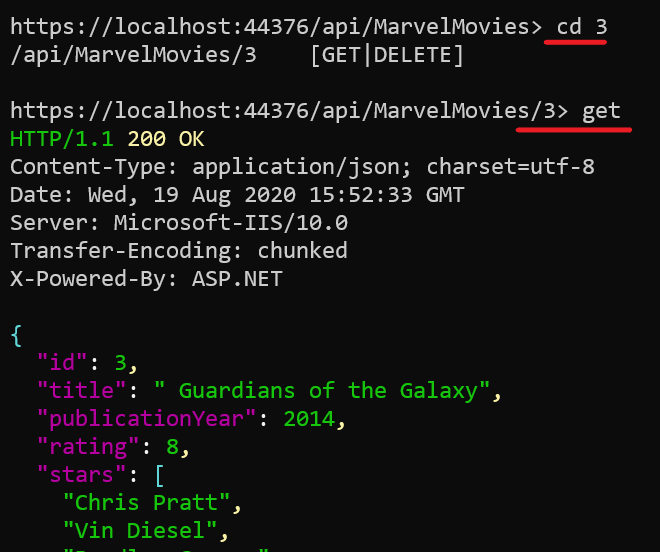 https://localhost:44376/api/MarvelMovies> cd 3
/api/MarvelMovies/3    [GET|DELETE]
https://localhost:44376/api/MarvelMovies/3> get
HTTP/1.1 200 OK
Content-Type: application/json; charset=utf-8
Date: Wed, 19 Aug 2020 15:52:33 GMT
Server: Microsoft-IIS/10.0
Transfer-Encoding: chunked
X-Powered-By: ASP.NET
{
  "id": 3,
  "title": " Guardians of the Galaxy",
  "publicationYear": 2014,
  "rating": 8,
  "stars": [
    "Chris Pratt",
    "Vin Diesel",